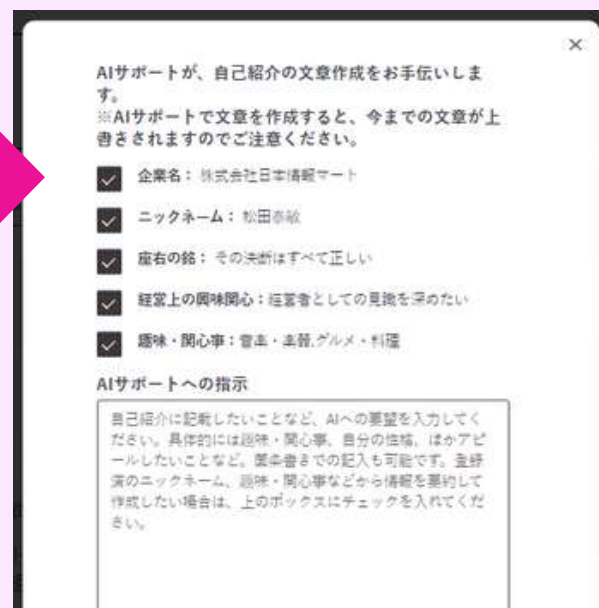 AIサポートが、自己紹介の文章作成をお手伝いしま
す。
※AIサポートで文章を作成すると、今までの文章が上
書きされますのでご注意ください。
企業名：株式会社日本情報マート
ニックネーム：松田泰敏
座右の銘：その決断はすべて正しい
経営上の興味関心：経営者としての見識を深めたい
趣味・関心事：音楽・楽器,グルメ・料理
AIサポートへの指示
自己紹介に記載したいことなど、AIへの要望を入力してく
ださい。具体的には趣味・関心事、自分の性格、ほかアピ
ールしたいことなど。箇条書きでの記入も可能です。登録
済のニックネーム、趣味・関心事などから情報を要約して
作成したい場合は、上のボックスにチェックを入れてくだ
さい。